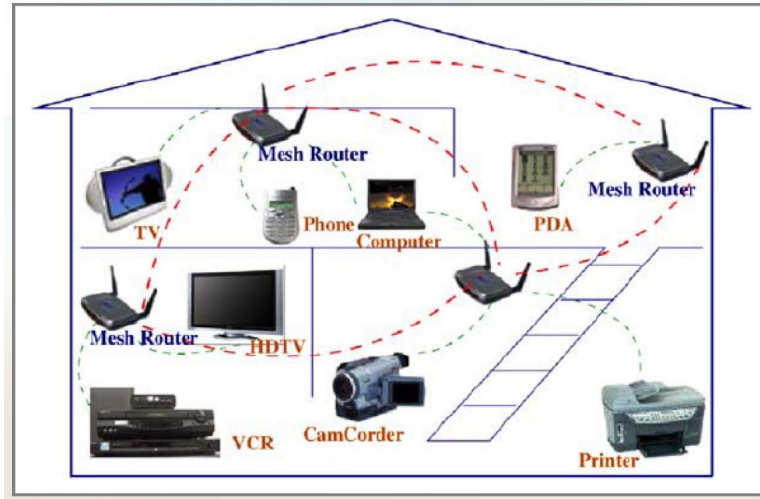 Mesh Router
Mesh Router
TV
Phone
Computer
PDA
Mesh Router
HDTV
VCR
CamCorder
Printer